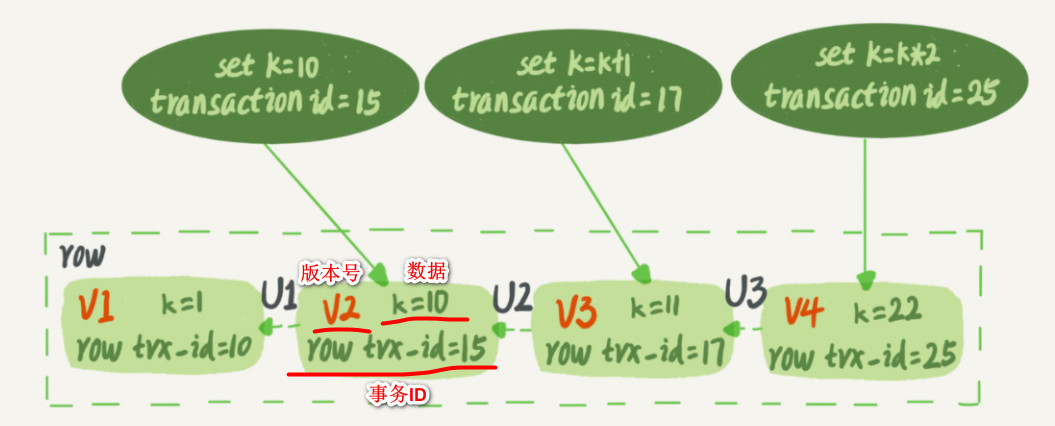 set k=10
transaction id=15
set k=k+1
transaction id=17
set k=k*2
transaction id=25
row
版本号
数据
V1 k=1
row trx_id=10
U1
V2 k=10
row trx_id=15
U2
V3 k=11
row trx_id=17
U3
V4 k=22
row trx_id=25
事务ID